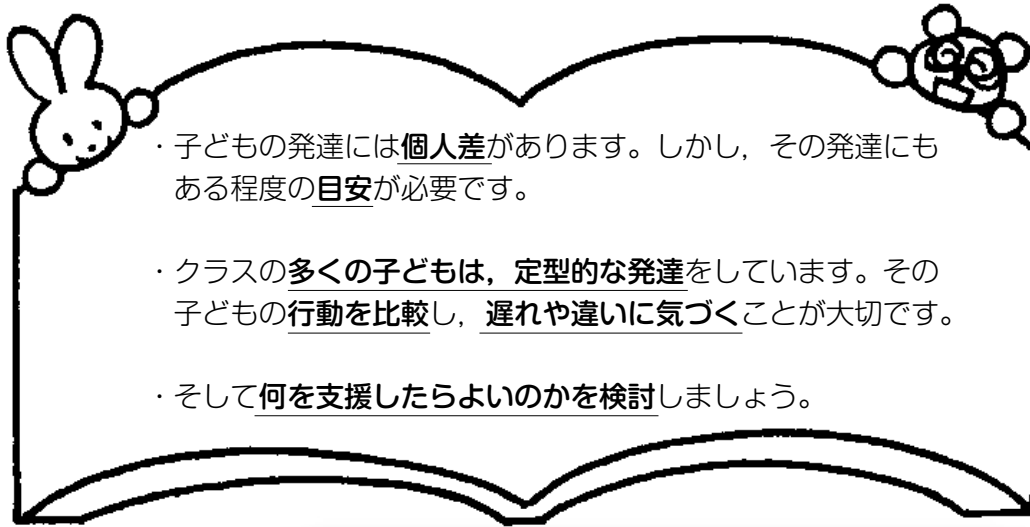 ・子どもの発達には個人差があります。しかし，その発達にも
ある程度の目安が必要です。
・クラスの多くの子どもは，定型的な発達をしています。その
子どもの行動を比較し，遅れや違いに気づくことが大切です。
・そして何を支援したらよいのかを検討しましょう。